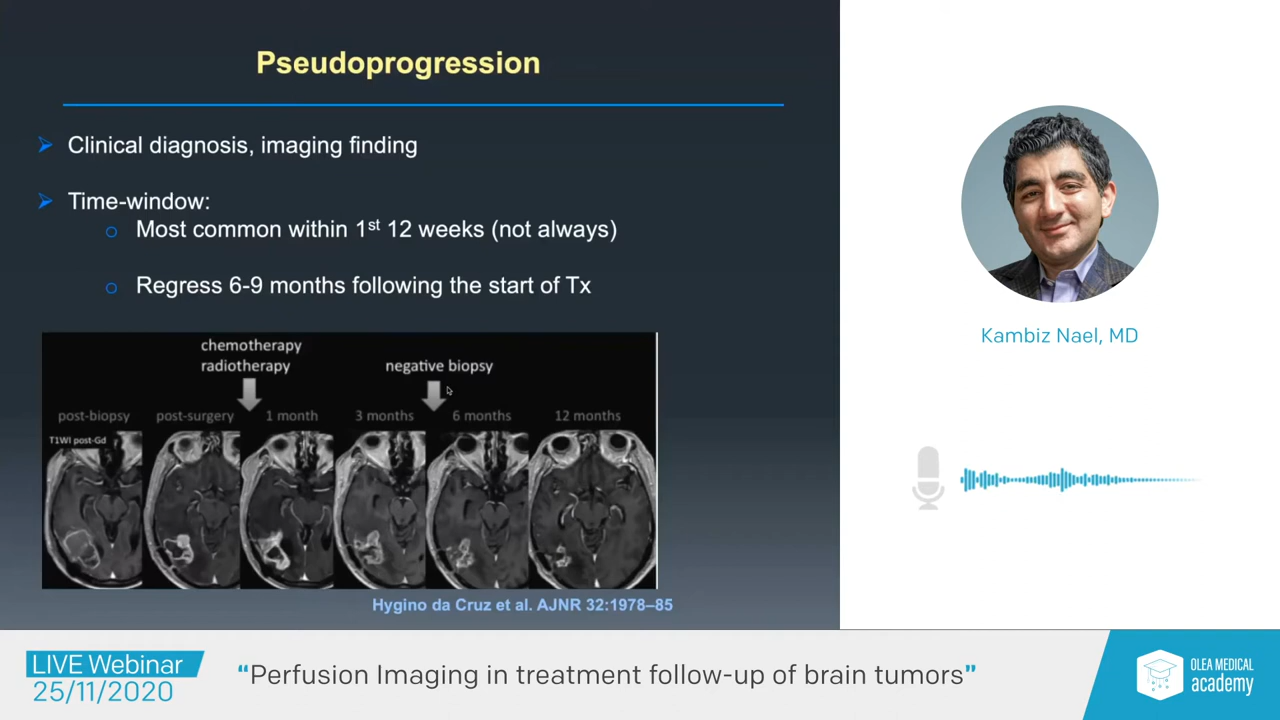 Pseudoprogression
Clinical diagnosis, imaging finding
Time-window:
Most common within 1st 12 weeks (not always)
Regress 6-9 months following the start of Tx
chemotherapy
radiotherapy
negative biopsy
post-biopsy post-surgery 1 month 3 months 6 months 12 months
T1WI post-Gd
Hygino da Cruz et al. AJNR 32:1978–85
Kambiz Nael, MD
LIVE Webinar
25/11/2020
“Perfusion Imaging in treatment follow-up of brain tumors”
OLEA MEDICAL
academy